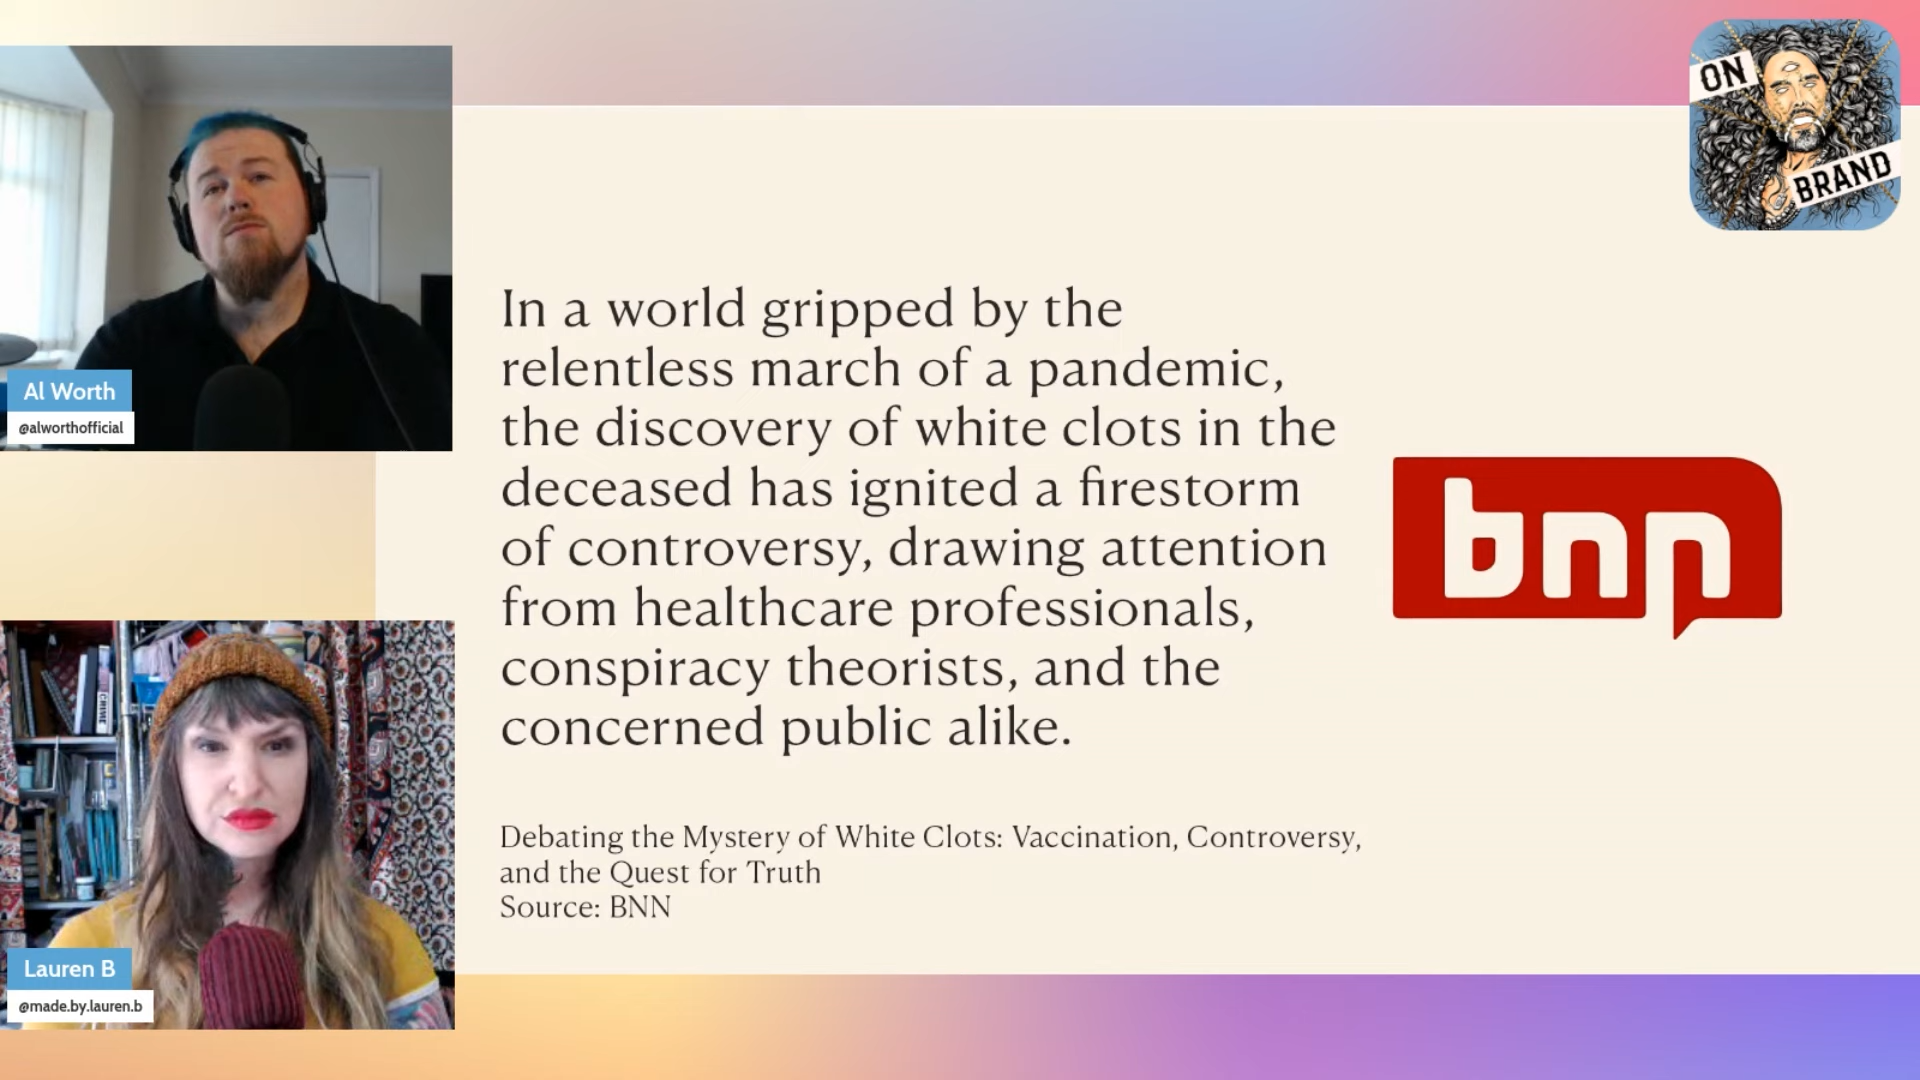 ON
BRAND
In a world gripped by the
relentless march of a pandemic,
the discovery of white clots in the
deceased has ignited a firestorm
of controversy, drawing attention
from healthcare professionals,
conspiracy theorists, and the
concerned public alike.
bnn
Debating the Mystery of White Clots: Vaccination, Controversy,
and the Quest for Truth
Source: BNN
Al Worth
@alworthofficial
CRIME
Lauren B
@made.by.lauren.b